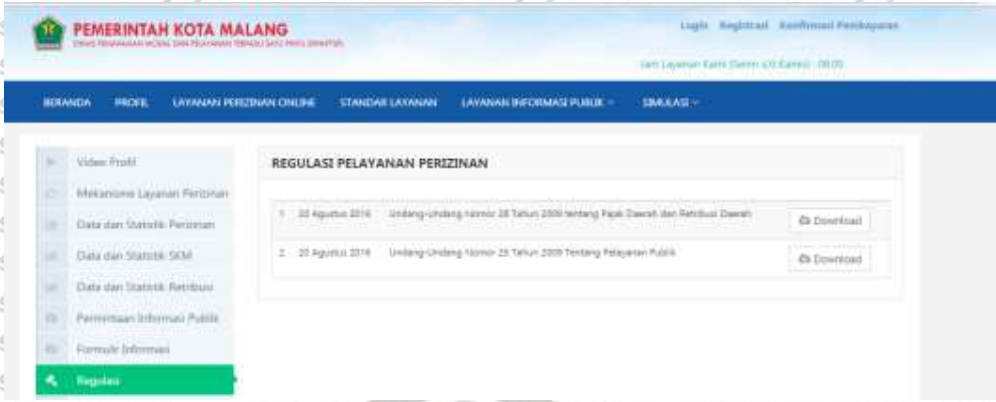 PEMERINTAH KOTA MALANG
Login Registrasi Konfirmasi Pembayaran
BERANDA PROFIL LAYANAN PERIZINAN ONLINE STANDAR LAYANAN LAYANAN INFORMASI PUBLIK SIMULASI
Video Profil
Mekanisme Layanan Perizinan
Data dan Statistik Perizinan
Data dan Statistik SKM
Data dan Statistik Retribusi
Permintaan Informasi Publik
Formulir Informasi
Regulasi
REGULASI PELAYANAN PERIZINAN
1 20 Agustus 2016 Undang-Undang Nomor 28 Tahun 2009 tentang Pajak Daerah dan Retribusi Daerah Download
2 20 Agustus 2016 Undang-Undang Nomor 25 Tahun 2009 Tentang Pelayanan Publik Download